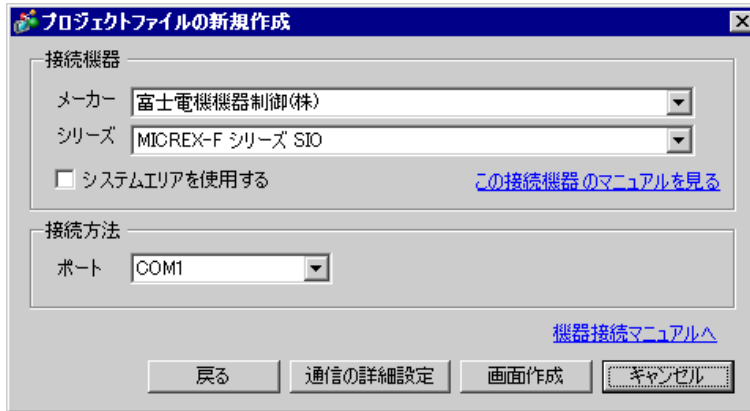 プロジェクトファイルの新規作成
接続機器
メーカー 富士電機機器制御(株)
シリーズ MICREX-F シリーズ SIO
システムエリアを使用する この接続機器のマニュアルを見る
接続方法
ポート COM1
機器接続マニュアルへ
戻る 通信の詳細設定 画面作成 キャンセル